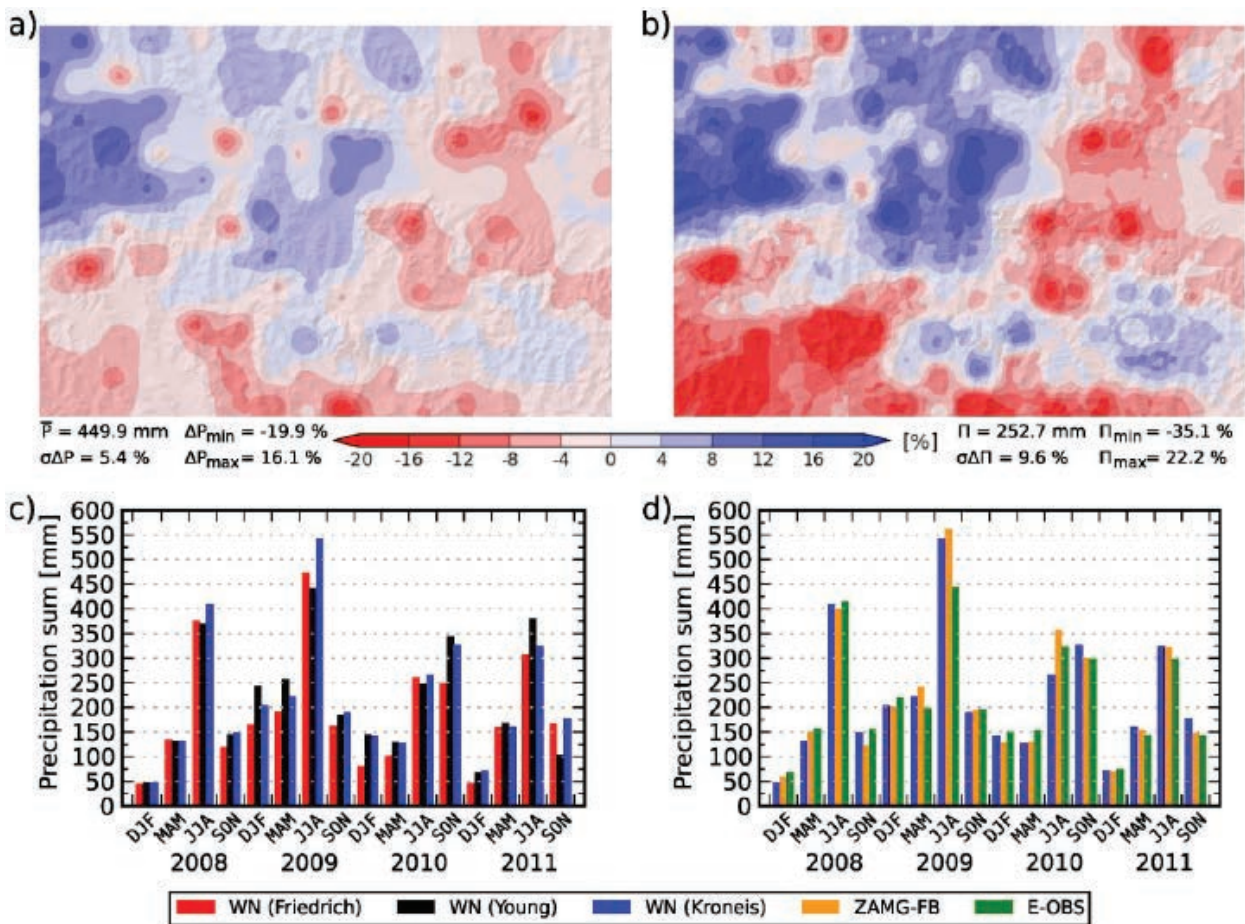 a)
b)
P̅ = 449.9 mm ΔPmin = -19.9 %
σΔP = 5.4 % ΔPmax= 16.1 %
-20 -16 -12 -8 -4 0 4 8 12 16 20
[%]
Π = 252.7 mm Πmin = -35.1 %
σΔΠ = 9.6 % Πmax= 22.2 %
c)
Precipitation sum [mm]
600
550
500
450
400
350
300
250
200
150
100
50
0
DJF MAM JJA SON DJF MAM JJA SON DJF MAM JJA SON DJF MAM JJA SON
2008 2009 2010 2011
d)
Precipitation sum [mm]
600
550
500
450
400
350
300
250
200
150
100
50
0
DJF MAM JJA SON DJF MAM JJA SON DJF MAM JJA SON DJF MAM JJA SON
2008 2009 2010 2011
WN (Friedrich) WN (Young) WN (Kroneis) ZAMG-FB E-OBS